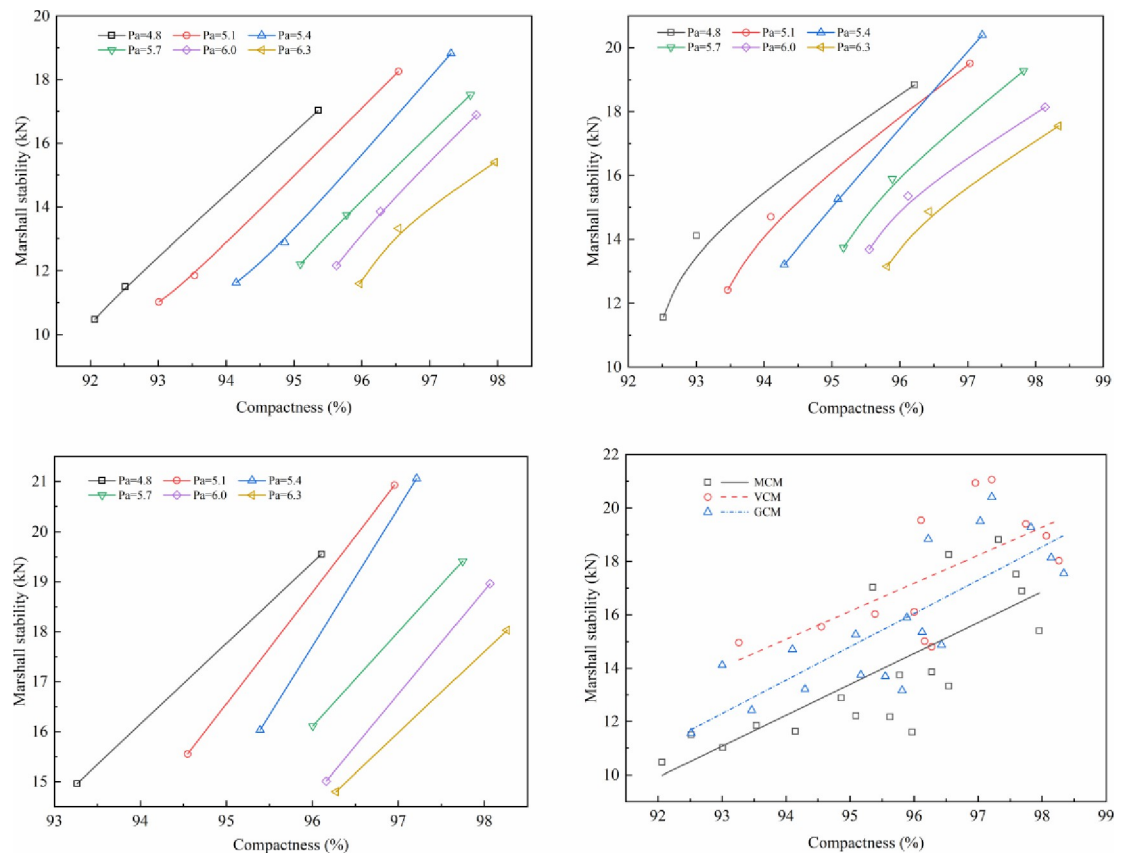 Pa=4.8 Pa=5.1 Pa=5.4
Pa=5.7 Pa=6.0 Pa=6.3
20
18
16
14
12
10
Marshall stability (kN)
92 93 94 95 96 97 98
Compactness (%)
Pa=4.8 Pa=5.1 Pa=5.4
Pa=5.7 Pa=6.0 Pa=6.3
20
18
16
14
12
10
Marshall stability (kN)
92 93 94 95 96 97 98 99
Compactness (%)
Pa=4.8 Pa=5.1 Pa=5.4
Pa=5.7 Pa=6.0 Pa=6.3
21
20
19
18
17
16
15
Marshall stability (kN)
93 94 95 96 97 98
Compactness (%)
MCM
VCM
GCM
22
20
18
16
14
12
10
Marshall stability (kN)
92 93 94 95 96 97 98 99
Compactness (%)